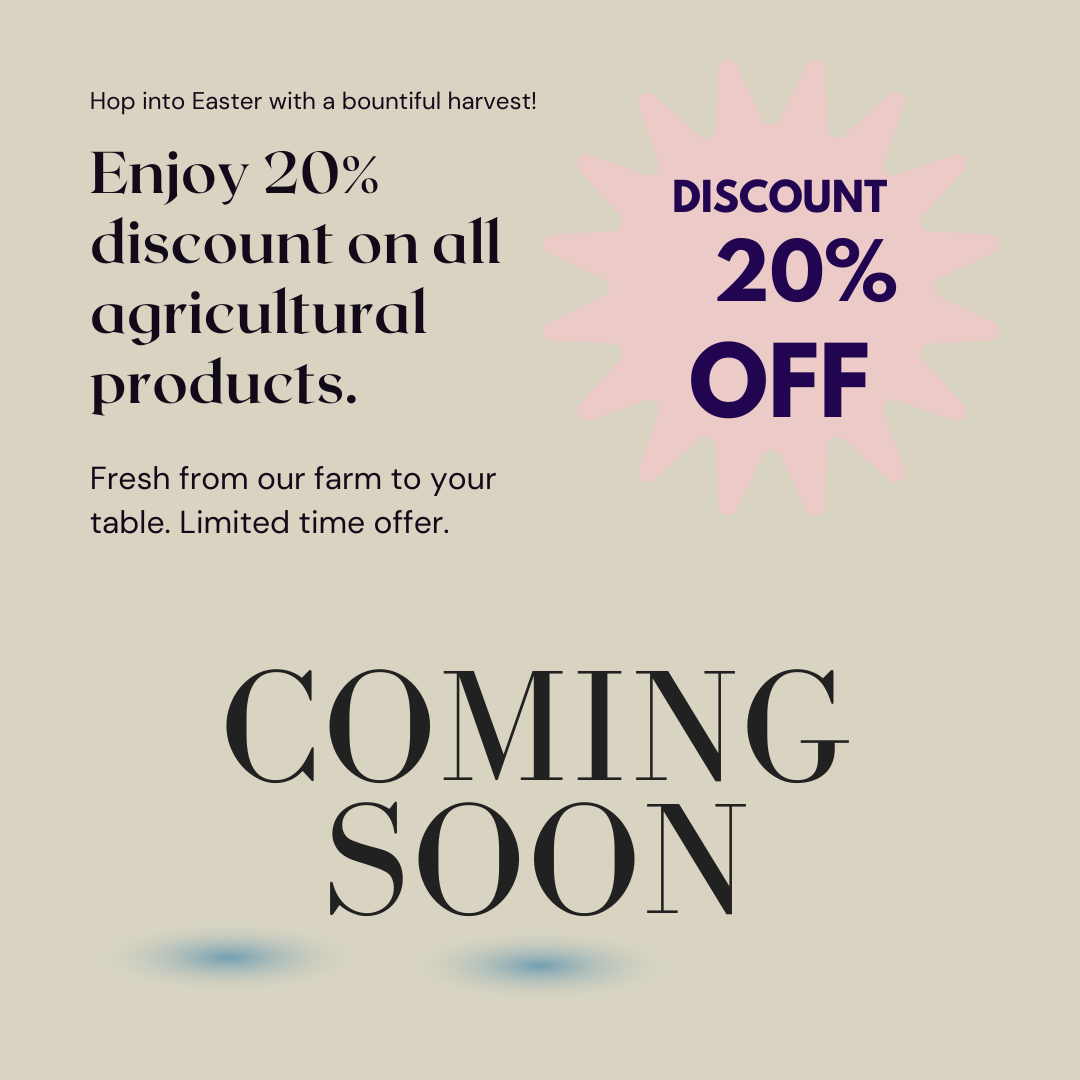 Hop into Easter with a bountiful harvest!
Enjoy 20%
discount on all
agricultural
products.
Fresh from our farm to your
table. Limited time offer.
DISCOUNT
20%
OFF
COMING
SOON